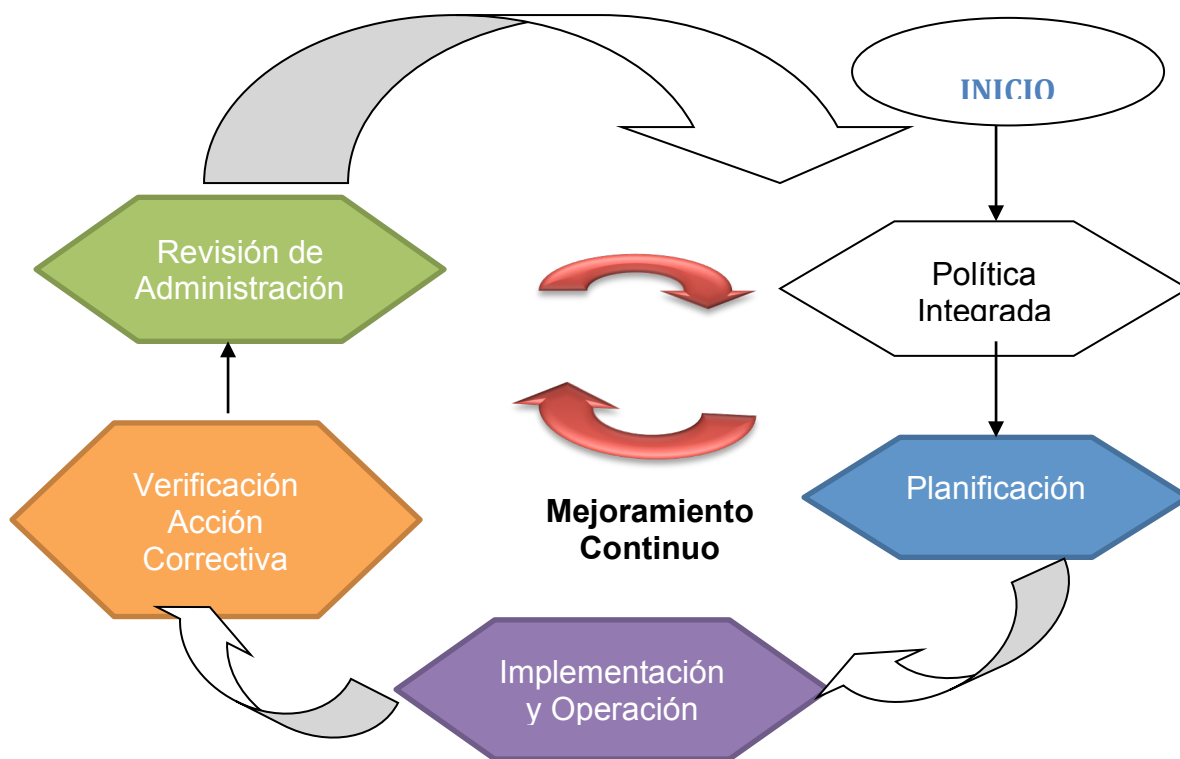 INICIO
Política
Integrada
Planificación
Implementación
y Operación
Verificación
Acción
Correctiva
Revisión de
Administración
Mejoramiento
Continuo